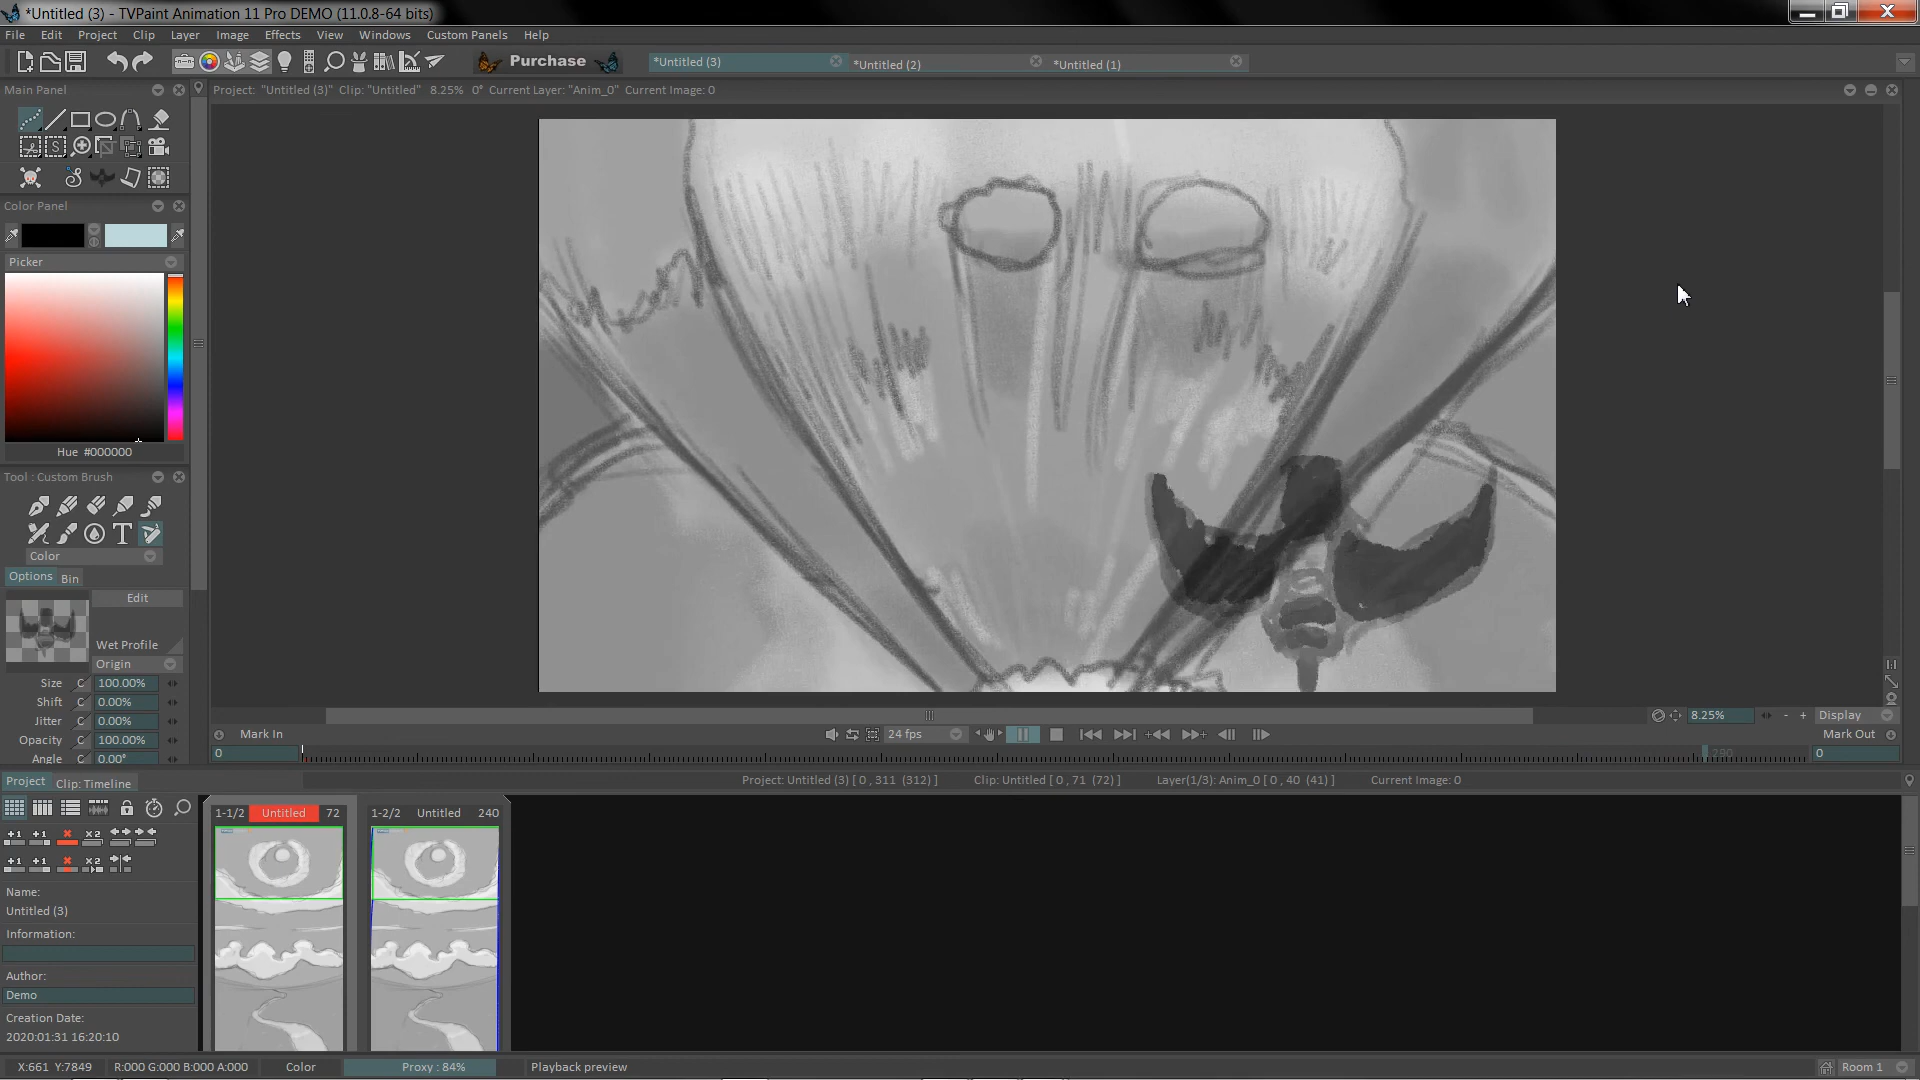 *Untitled (3) - TVPaint Animation 11 Pro DEMO (11.0.8-64 bits)
File Edit Project Clip Layer Image Effects View Windows Custom Panels Help
Purchase
*Untitled (3) *Untitled (2) *Untitled (1)
Main Panel
Project: "Untitled (3)" Clip: "Untitled" 8.25% 0° Current Layer: "Anim_0" Current Image: 0
Color Panel
Picker
Hue #000000
Tool : Custom Brush
Color
Options Bin
Edit
Wet Profile
Origin
Size C 100.00%
Shift C 0.00%
Jitter C 0.00%
Opacity C 100.00%
Angle C 0.00°
8.25% - + Display
Mark In 24 fps Mark Out
0 290 0
Project Clip: Timeline
Project: Untitled (3) [ 0 , 311 (312) ] Clip: Untitled [ 0 , 71 (72) ] Layer(1/3): Anim_0 [ 0 , 40 (41) ] Current Image: 0
1-1/2 Untitled 72 1-2/2 Untitled 240
+1 +1 x2
+1 +1 x2
Name:
Untitled (3)
Information:
Author:
Demo
Creation Date:
2020:01:31 16:20:10
X:661 Y:7849 R:000 G:000 B:000 A:000 Color Proxy : 84% Playback preview Room 1